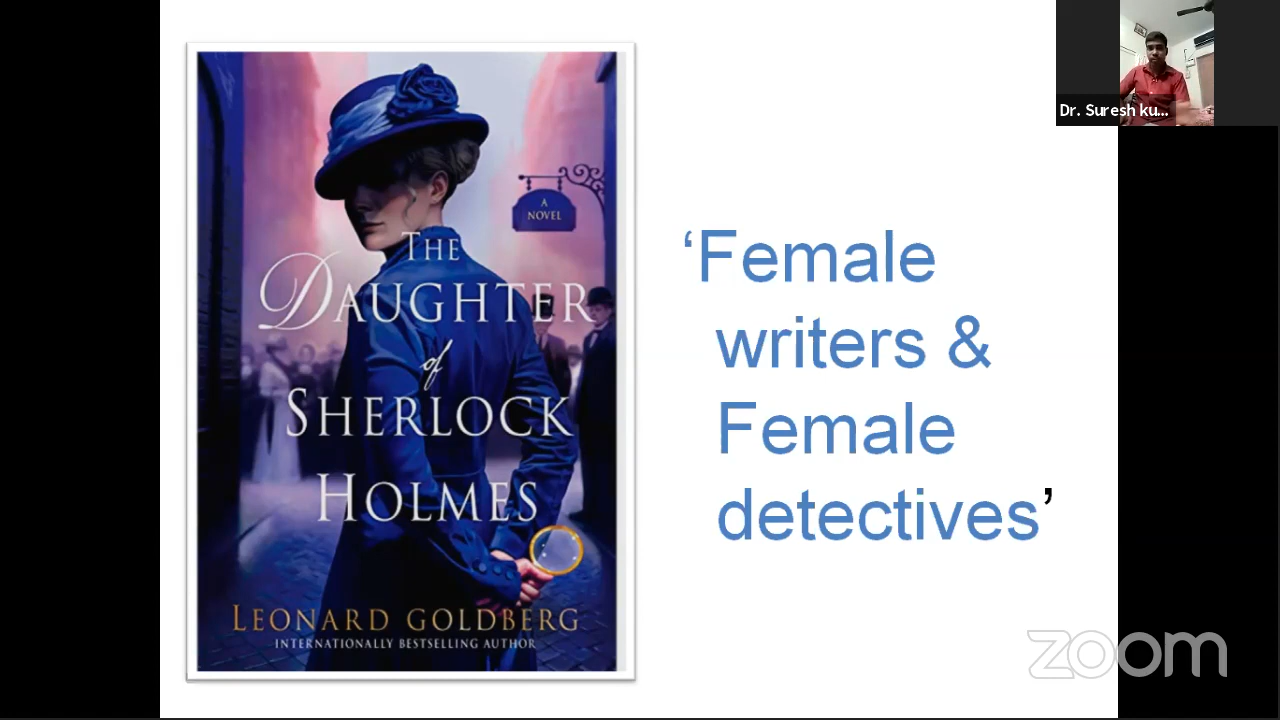 Dr. Suresh ku...
A
NOVEL
THE
DAUGHTER
of
SHERLOCK
HOLMES
LEONARD GOLDBERG
INTERNATIONALLY BESTSELLING AUTHOR
‘Female
writers &
Female
detectives’
zoom